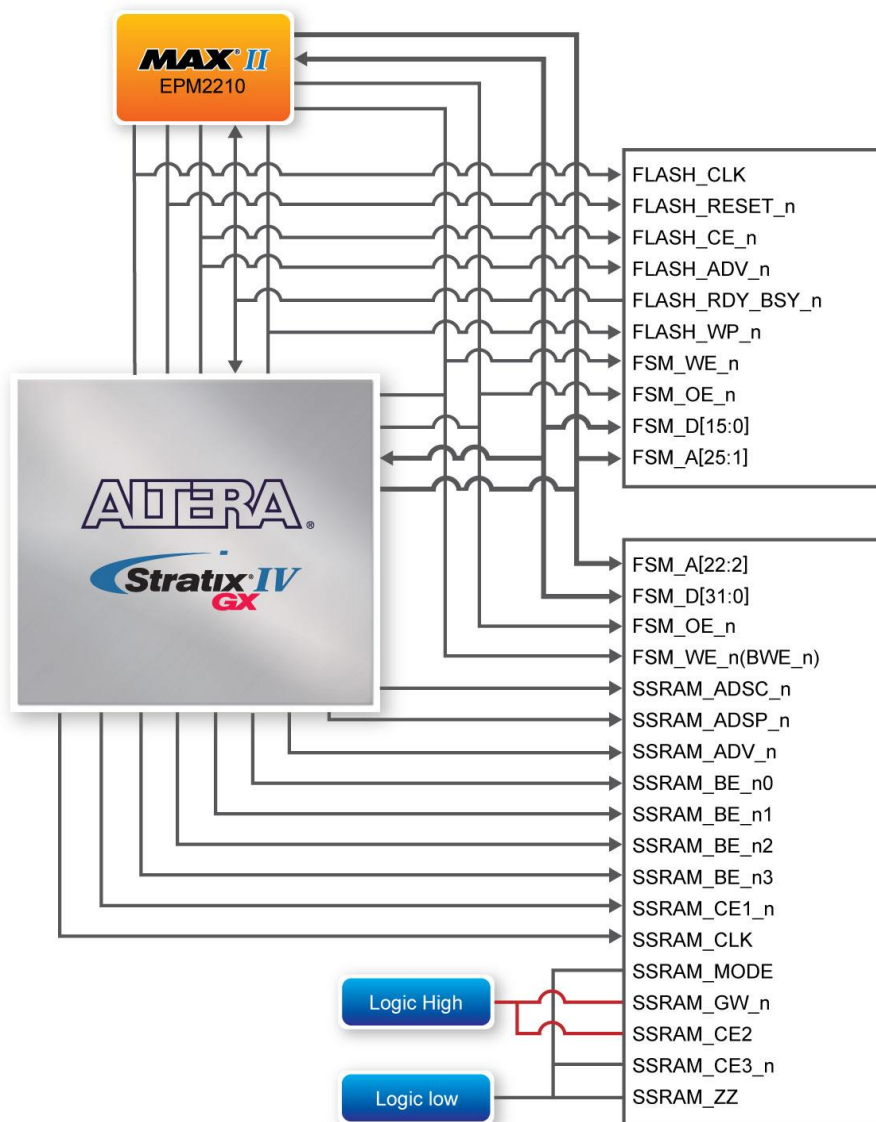 MAX® II
EPM2210
FLASH_CLK
FLASH_RESET_n
FLASH_CE_n
FLASH_ADV_n
FLASH_RDY_BSY_n
FLASH_WP_n
FSM_WE_n
FSM_OE_n
FSM_D[15:0]
FSM_A[25:1]
ALTERA®
Stratix® IV
GX
FSM_A[22:2]
FSM_D[31:0]
FSM_OE_n
FSM_WE_n(BWE_n)
SSRAM_ADSC_n
SSRAM_ADSP_n
SSRAM_ADV_n
SSRAM_BE_n0
SSRAM_BE_n1
SSRAM_BE_n2
SSRAM_BE_n3
SSRAM_CE1_n
SSRAM_CLK
SSRAM_MODE
SSRAM_GW_n
SSRAM_CE2
SSRAM_CE3_n
SSRAM_ZZ
Logic High
Logic low